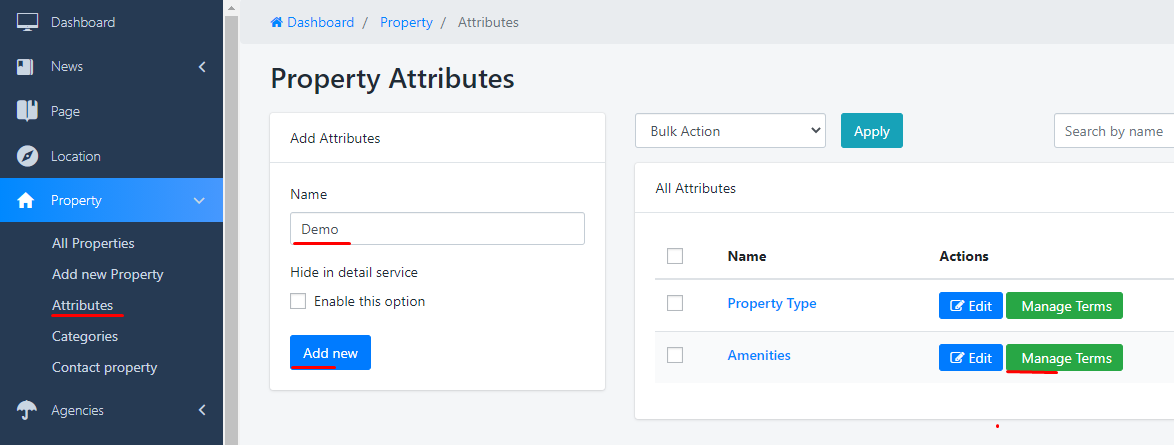 Dashboard
News
Page
Location
Property
All Properties
Add new Property
Attributes
Categories
Contact property
Agencies
Dashboard / Property / Attributes
Property Attributes
Add Attributes
Name
Demo
Hide in detail service
Enable this option
Add new
Bulk Action
Apply
Search by name
All Attributes
Name Actions
Property Type Edit Manage Terms
Amenities Edit Manage Terms